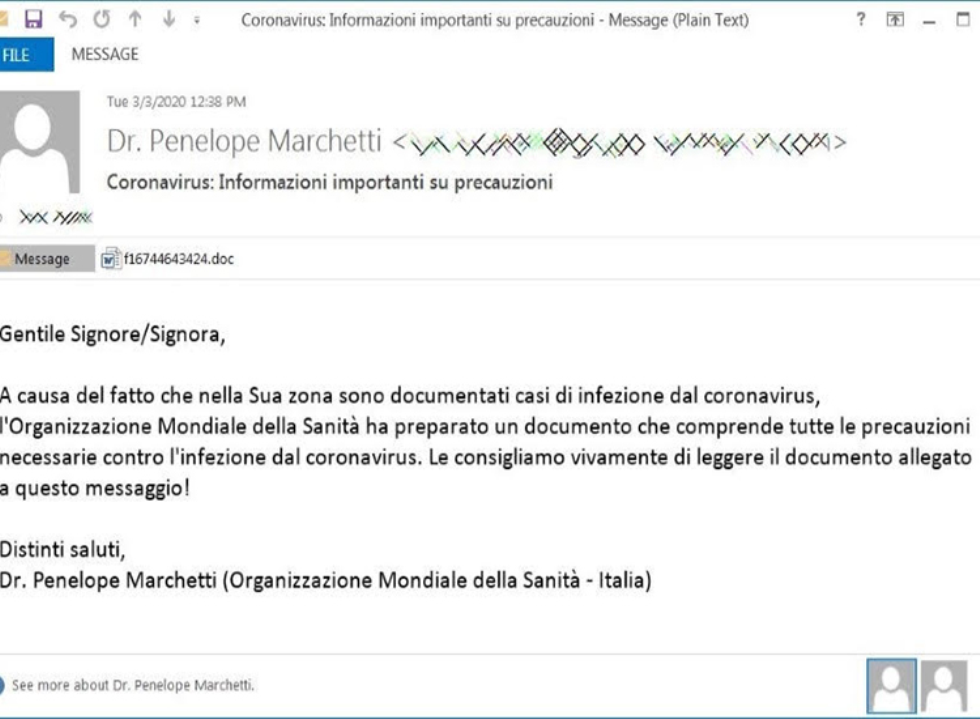 Coronavirus: Informazioni importanti su precauzioni - Message (Plain Text)
FILE MESSAGE
Tue 3/3/2020 12:38 PM
Dr. Penelope Marchetti < >
Coronavirus: Informazioni importanti su precauzioni
Message f16744643424.doc
Gentile Signore/Signora,
A causa del fatto che nella Sua zona sono documentati casi di infezione dal coronavirus,
l'Organizzazione Mondiale della Sanità ha preparato un documento che comprende tutte le precauzioni
necessarie contro l'infezione dal coronavirus. Le consigliamo vivamente di leggere il documento allegato
a questo messaggio!
Distinti saluti,
Dr. Penelope Marchetti (Organizzazione Mondiale della Sanità - Italia)
See more about Dr. Penelope Marchetti.